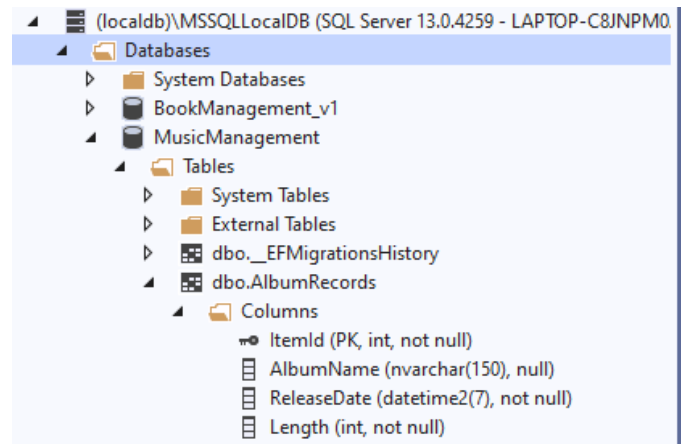 (localdb)\MSSQLLocalDB (SQL Server 13.0.4259 - LAPTOP-C8JNPM0.
Databases
System Databases
BookManagement_v1
MusicManagement
Tables
System Tables
External Tables
dbo.__EFMigrationsHistory
dbo.AlbumRecords
Columns
ItemId (PK, int, not null)
AlbumName (nvarchar(150), null)
ReleaseDate (datetime2(7), not null)
Length (int, not null)